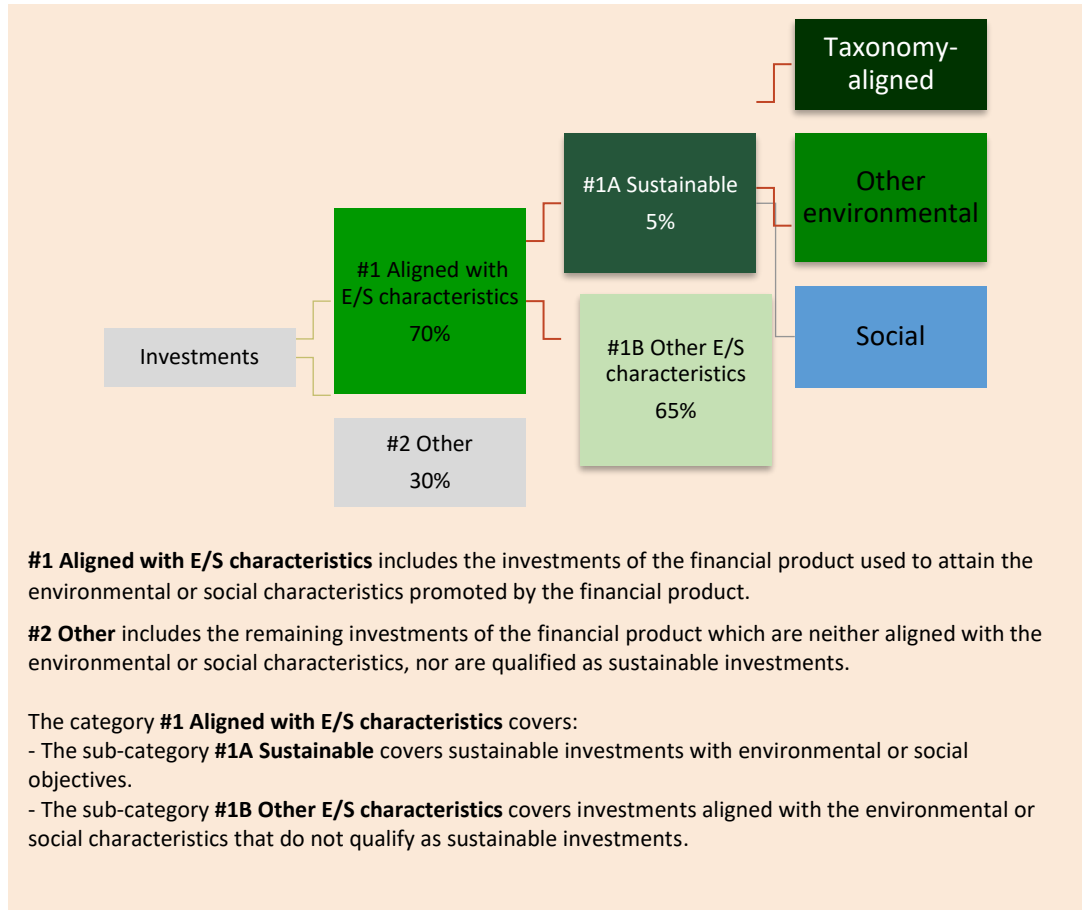 Taxonomy-
aligned
#1A Sustainable
5%
Other
environmental
#1 Aligned with
E/S characteristics
70%
Investments
#1B Other E/S
characteristics
65%
Social
#2 Other
30%
#1 Aligned with E/S characteristics includes the investments of the financial product used to attain the
environmental or social characteristics promoted by the financial product.
#2 Other includes the remaining investments of the financial product which are neither aligned with the
environmental or social characteristics, nor are qualified as sustainable investments.
The category #1 Aligned with E/S characteristics covers:
- The sub-category #1A Sustainable covers sustainable investments with environmental or social
objectives.
- The sub-category #1B Other E/S characteristics covers investments aligned with the environmental or
social characteristics that do not qualify as sustainable investments.